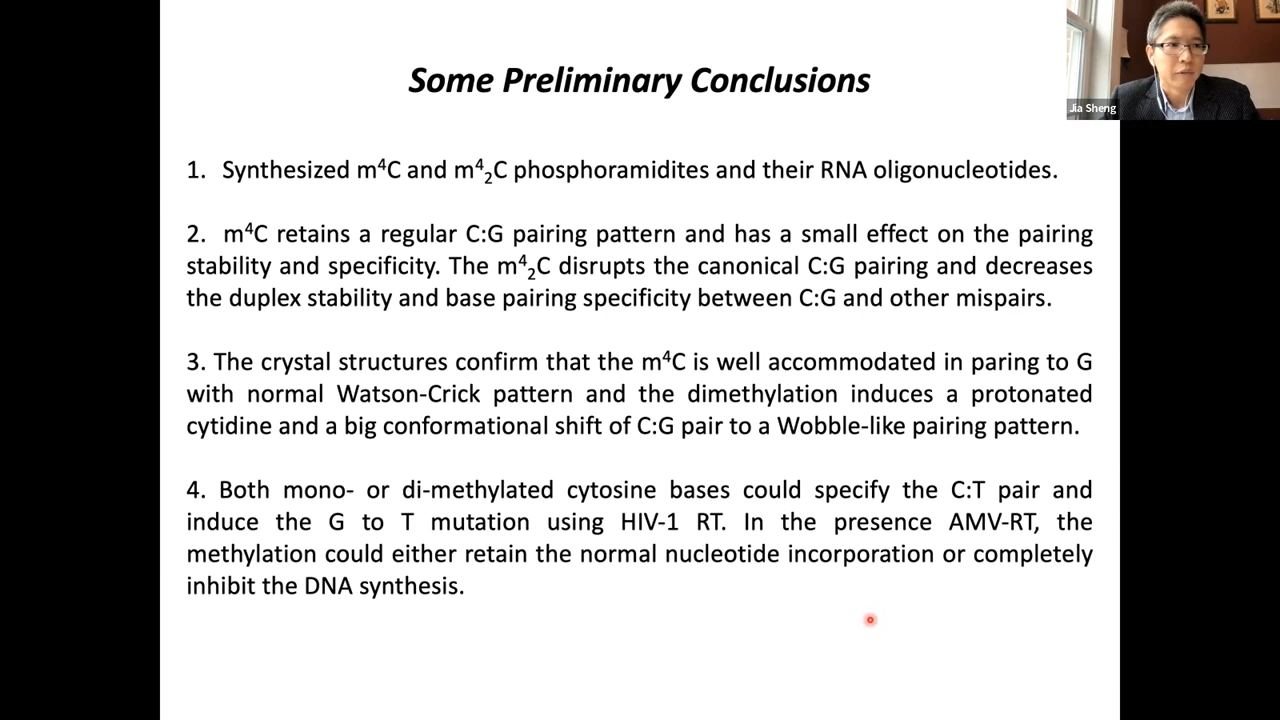 Some Preliminary Conclusions
Jia Sheng
1. Synthesized m⁴C and m⁴₂C phosphoramidites and their RNA oligonucleotides.
2. m⁴C retains a regular C:G pairing pattern and has a small effect on the pairing
stability and specificity. The m⁴₂C disrupts the canonical C:G pairing and decreases
the duplex stability and base pairing specificity between C:G and other mispairs.
3. The crystal structures confirm that the m⁴C is well accommodated in paring to G
with normal Watson-Crick pattern and the dimethylation induces a protonated
cytidine and a big conformational shift of C:G pair to a Wobble-like pairing pattern.
4. Both mono- or di-methylated cytosine bases could specify the C:T pair and
induce the G to T mutation using HIV-1 RT. In the presence AMV-RT, the
methylation could either retain the normal nucleotide incorporation or completely
inhibit the DNA synthesis.